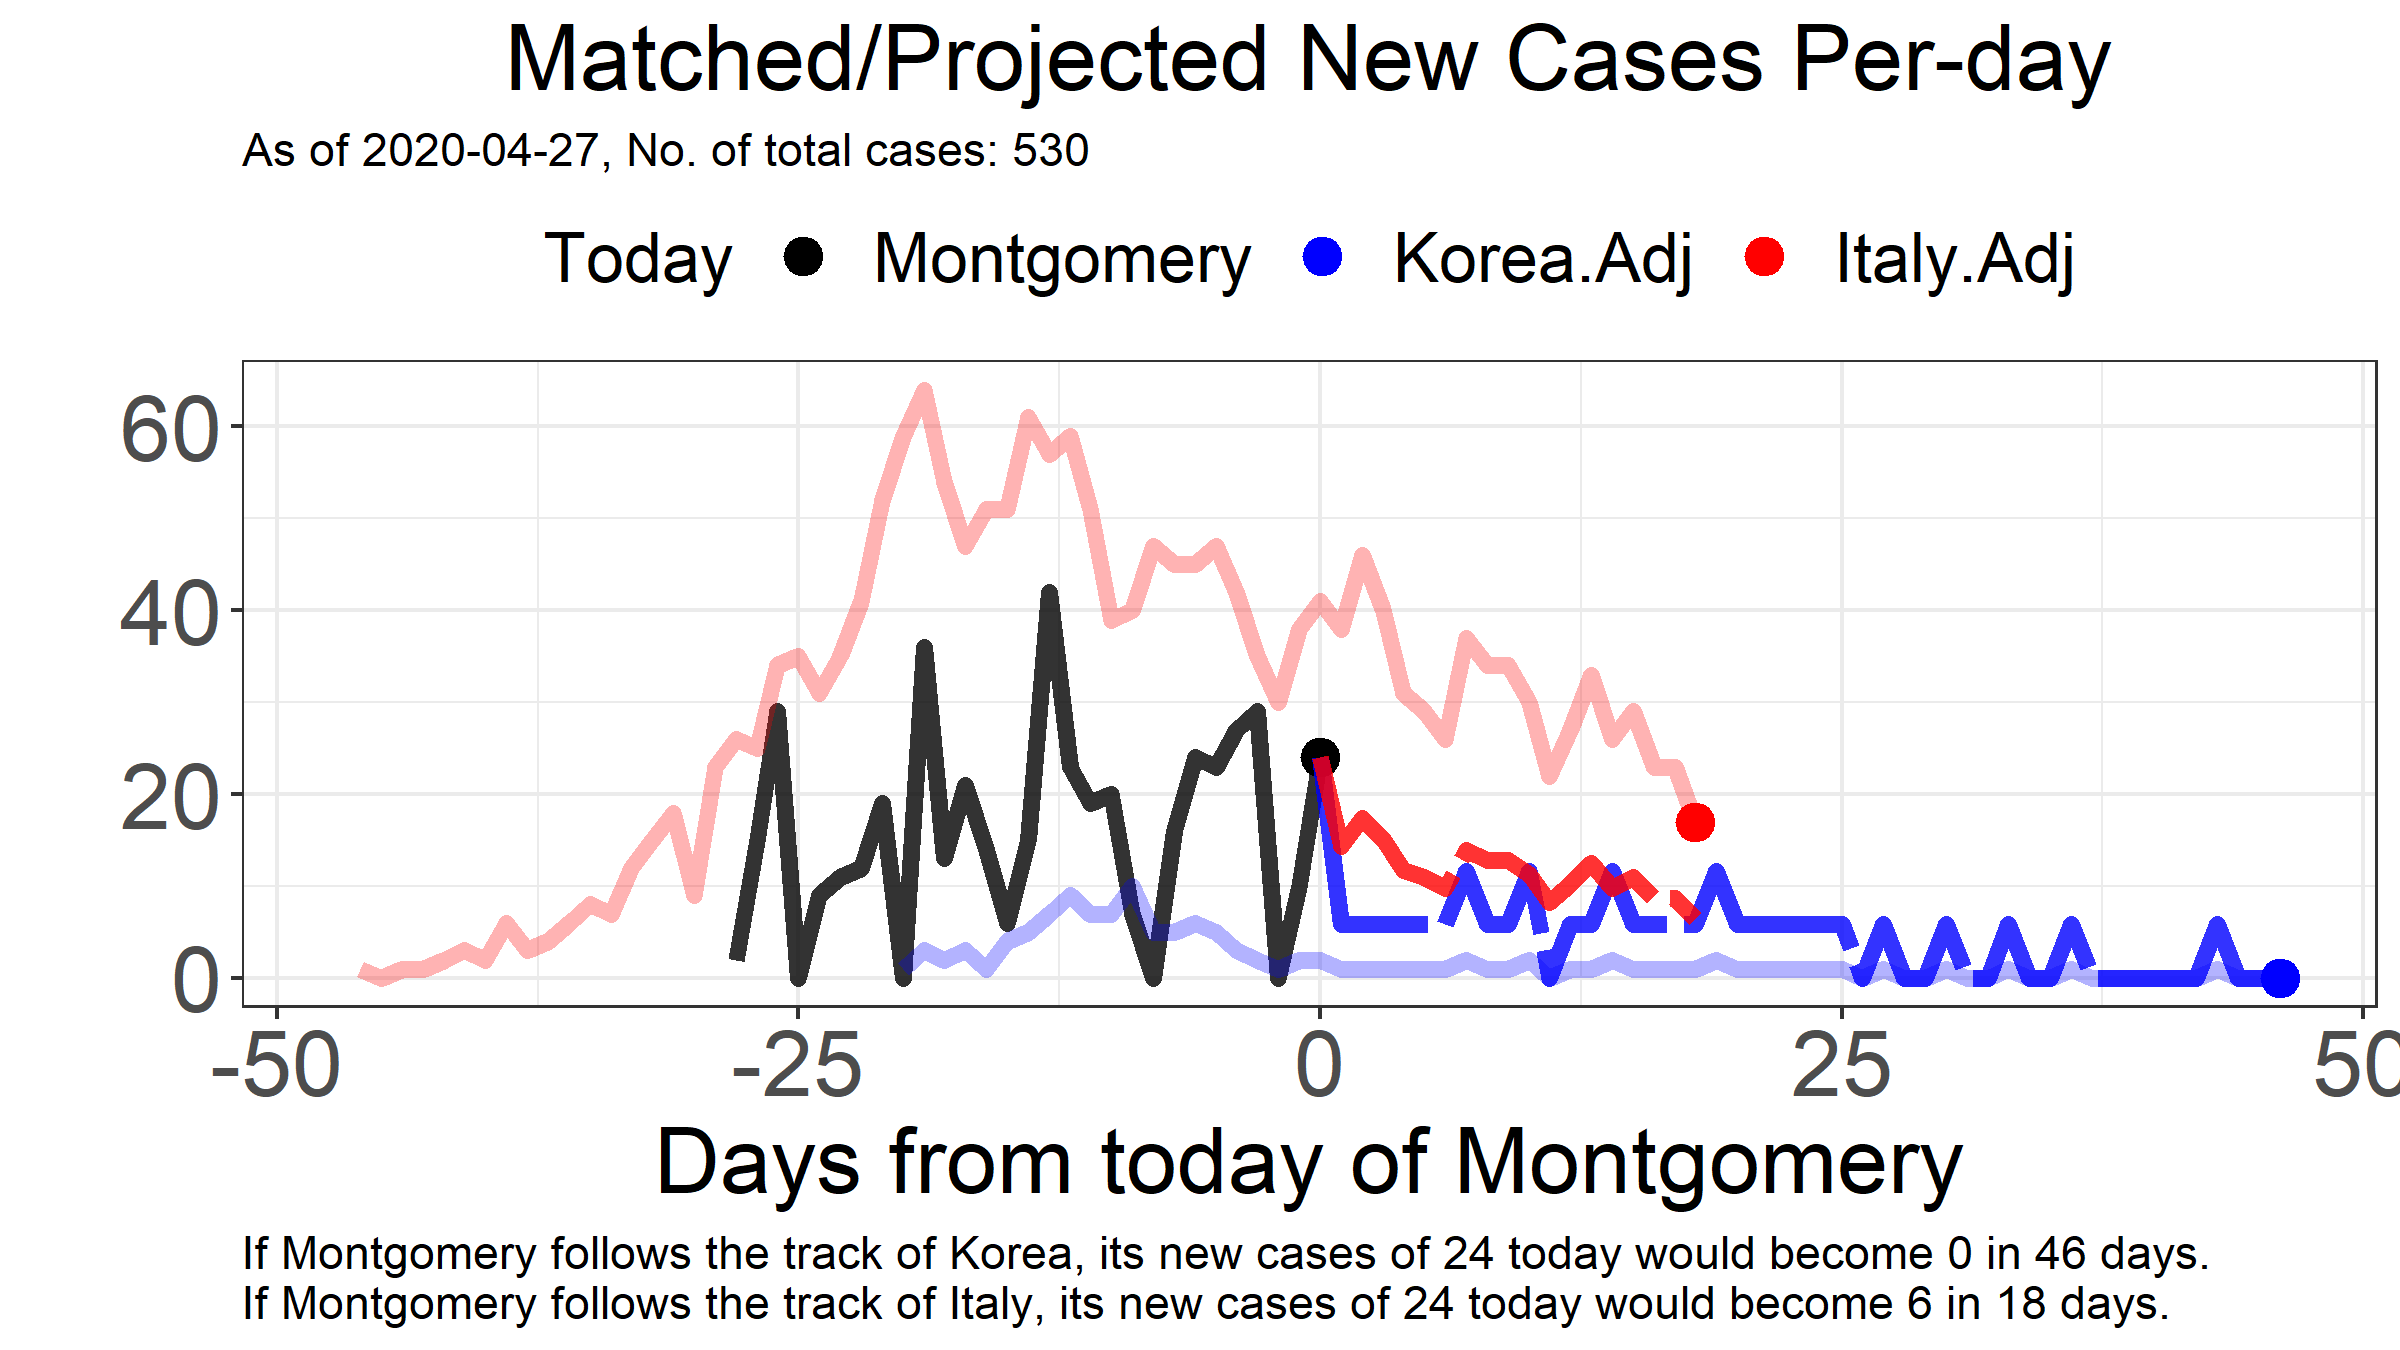 Matched/Projected New Cases Per-day
As of 2020-04-27, No. of total cases: 530
Today Montgomery Korea.Adj Italy.Adj
60
40
20
0
-50 -25 0 25 50
Days from today of Montgomery
If Montgomery follows the track of Korea, its new cases of 24 today would become 0 in 46 days.
If Montgomery follows the track of Italy, its new cases of 24 today would become 6 in 18 days.